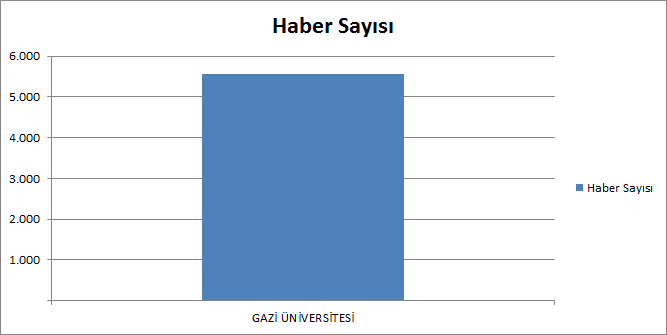 Haber Sayısı
6.000
5.000
4.000
3.000
2.000
1.000
Haber Sayısı
GAZİ ÜNİVERSİTESİ